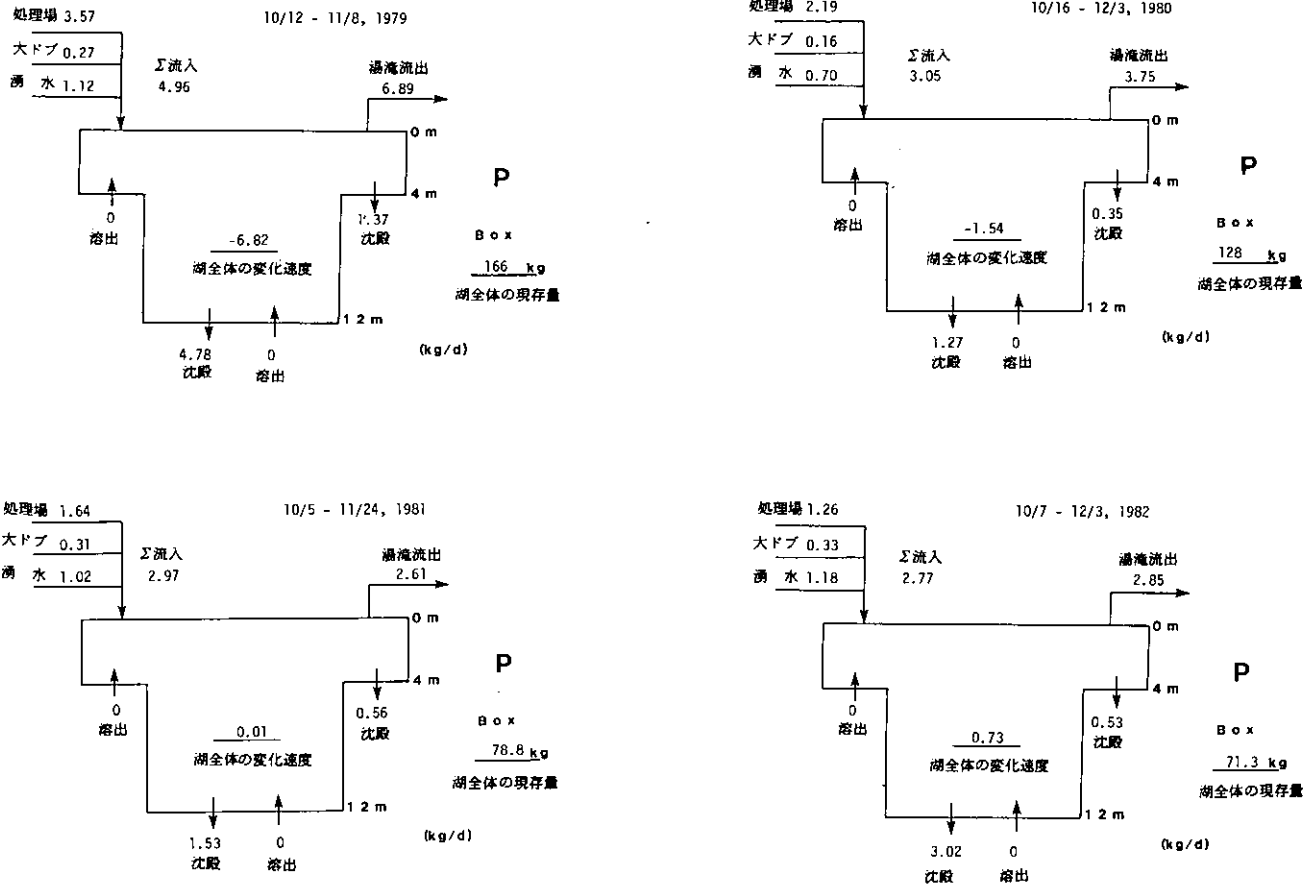 処理場 3.57
10/12 - 11/8, 1979
大ドブ 0.27
Σ流入
湯滝流出
湧 水 1.12
4.96
6.89
0 m
4 m
P
0
溶出
1.37
沈殿
Box
-6.82
湖全体の変化速度
166 kg
湖全体の現存量
12 m
(kg/d)
4.78
沈殿
0
溶出
処理場 2.19
10/16 - 12/3, 1980
大ドブ 0.16
Σ流入
湯滝流出
湧 水 0.70
3.05
3.75
0 m
4 m
P
0
溶出
0.35
沈殿
Box
-1.54
湖全体の変化速度
128 kg
湖全体の現存量
12 m
(kg/d)
1.27
沈殿
0
溶出
処理場 1.64
10/5 - 11/24, 1981
大ドブ 0.31
Σ流入
湯滝流出
湧 水 1.02
2.97
2.61
0 m
4 m
P
0
溶出
0.56
沈殿
Box
0.01
湖全体の変化速度
78.8 kg
湖全体の現存量
12 m
(kg/d)
1.53
沈殿
0
溶出
処理場 1.26
10/7 - 12/3, 1982
大ドブ 0.33
Σ流入
湯滝流出
湧 水 1.18
2.77
2.85
0 m
4 m
P
0
溶出
0.53
沈殿
Box
0.73
湖全体の変化速度
71.3 kg
湖全体の現存量
12 m
(kg/d)
3.02
沈殿
0
溶出